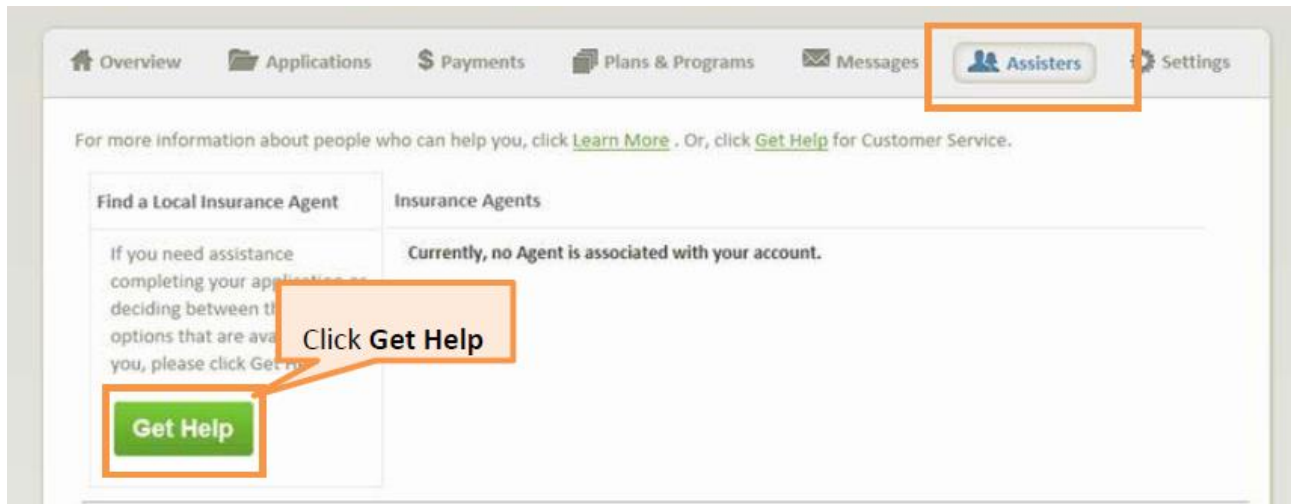 Overview Applications $ Payments Plans & Programs Messages Assisters Settings
For more information about people who can help you, click Learn More . Or, click Get Help for Customer Service.
Find a Local Insurance Agent
Insurance Agents
If you need assistance
completing your application or
deciding between
options that are
you, please click Get
Currently, no Agent is associated with your account.
Click Get Help
Get Help